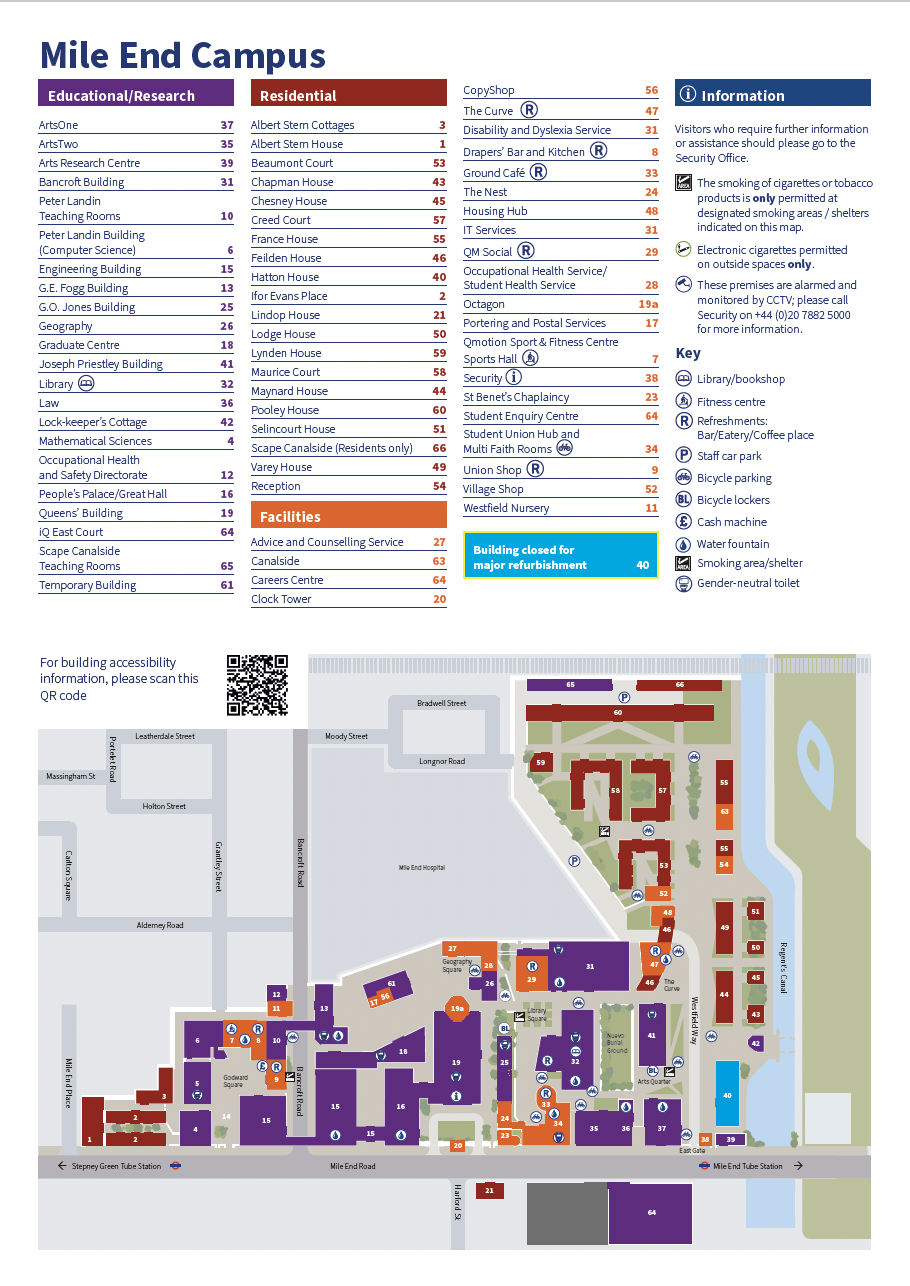 Mile End Campus
Educational/Research
ArtsOne 37
ArtsTwo 35
Arts Research Centre 39
Bancroft Building 31
Peter Landin
Teaching Rooms 10
Peter Landin Building
(Computer Science) 6
Engineering Building 15
G.E. Fogg Building 13
G.O. Jones Building 25
Geography 26
Graduate Centre 18
Joseph Priestley Building 41
Library 32
Law 36
Lock-keeper's Cottage 42
Mathematical Sciences 4
Occupational Health
and Safety Directorate 12
People's Palace/Great Hall 16
Queens' Building 19
iQ East Court 64
Scape Canalside
Teaching Rooms 65
Temporary Building 61
Residential
Albert Stern Cottages 3
Albert Stern House 1
Beaumont Court 53
Chapman House 43
Chesney House 45
Creed Court 57
France House 55
Feilden House 46
Hatton House 40
Ifor Evans Place 2
Lindop House 21
Lodge House 50
Lynden House 59
Maurice Court 58
Maynard House 44
Pooley House 60
Selincourt House 51
Scape Canalside (Residents only) 66
Varey House 49
Reception 54
Facilities
Advice and Counselling Service 27
Canalside 63
Careers Centre 64
Clock Tower 20
CopyShop 56
The Curve R 47
Disability and Dyslexia Service 31
Drapers' Bar and Kitchen R 8
Ground Café R 33
The Nest 24
Housing Hub 48
IT Services 31
QM Social R 29
Occupational Health Service/
Student Health Service 28
Octagon 19a
Portering and Postal Services 17
Qmotion Sport & Fitness Centre
Sports Hall 7
Security i 38
St Benet's Chaplaincy 23
Student Enquiry Centre 64
Student Union Hub and
Multi Faith Rooms 34
Union Shop R 9
Village Shop 52
Westfield Nursery 11
Building closed for
major refurbishment 40
i Information
Visitors who require further information
or assistance should please go to the
Security Office.
AREA The smoking of cigarettes or tobacco
products is only permitted at
designated smoking areas / shelters
indicated on this map.
Electronic cigarettes permitted
on outside spaces only.
These premises are alarmed and
monitored by CCTV; please call
Security on +44 (0)20 7882 5000
for more information.
Key
Library/bookshop
Fitness centre
R Refreshments:
Bar/Eatery/Coffee place
P Staff car park
Bicycle parking
BL Bicycle lockers
£ Cash machine
Water fountain
AREA Smoking area/shelter
Gender-neutral toilet
For building accessibility
information, please scan this
QR code
65
66
P
60
Bradwell Street
Leatherdale Street
Moody Street
Portelet Road
Longnor Road
Massingham St
59
58
57
55
63
Holton Street
Carlton Square
Grantley Street
Bancroft Road
Mile End Hospital
P
53
55
54
52
Alderney Road
48
46
49
51
50
Regent's Canal
27
Geography
Square
28
26
R
29
31
R
47
46
The
Curve
45
44
43
Westfield Way
12
11
13
61
17
56
19a
Library
Square
BL
25
Nuevo
Burial
Ground
41
42
6
7
R
8
10
18
19
R
32
Godward
Square
£
R
9
5
Bancroft Road
BL
Arts Quarter
40
Mile End Place
3
2
1
2
4
14
15
15
15
16
i
R
33
24
34
23
35
36
37
20
38
39
East Gate
Stepney Green Tube Station
Mile End Road
Mile End Tube Station
Harford St
21
64